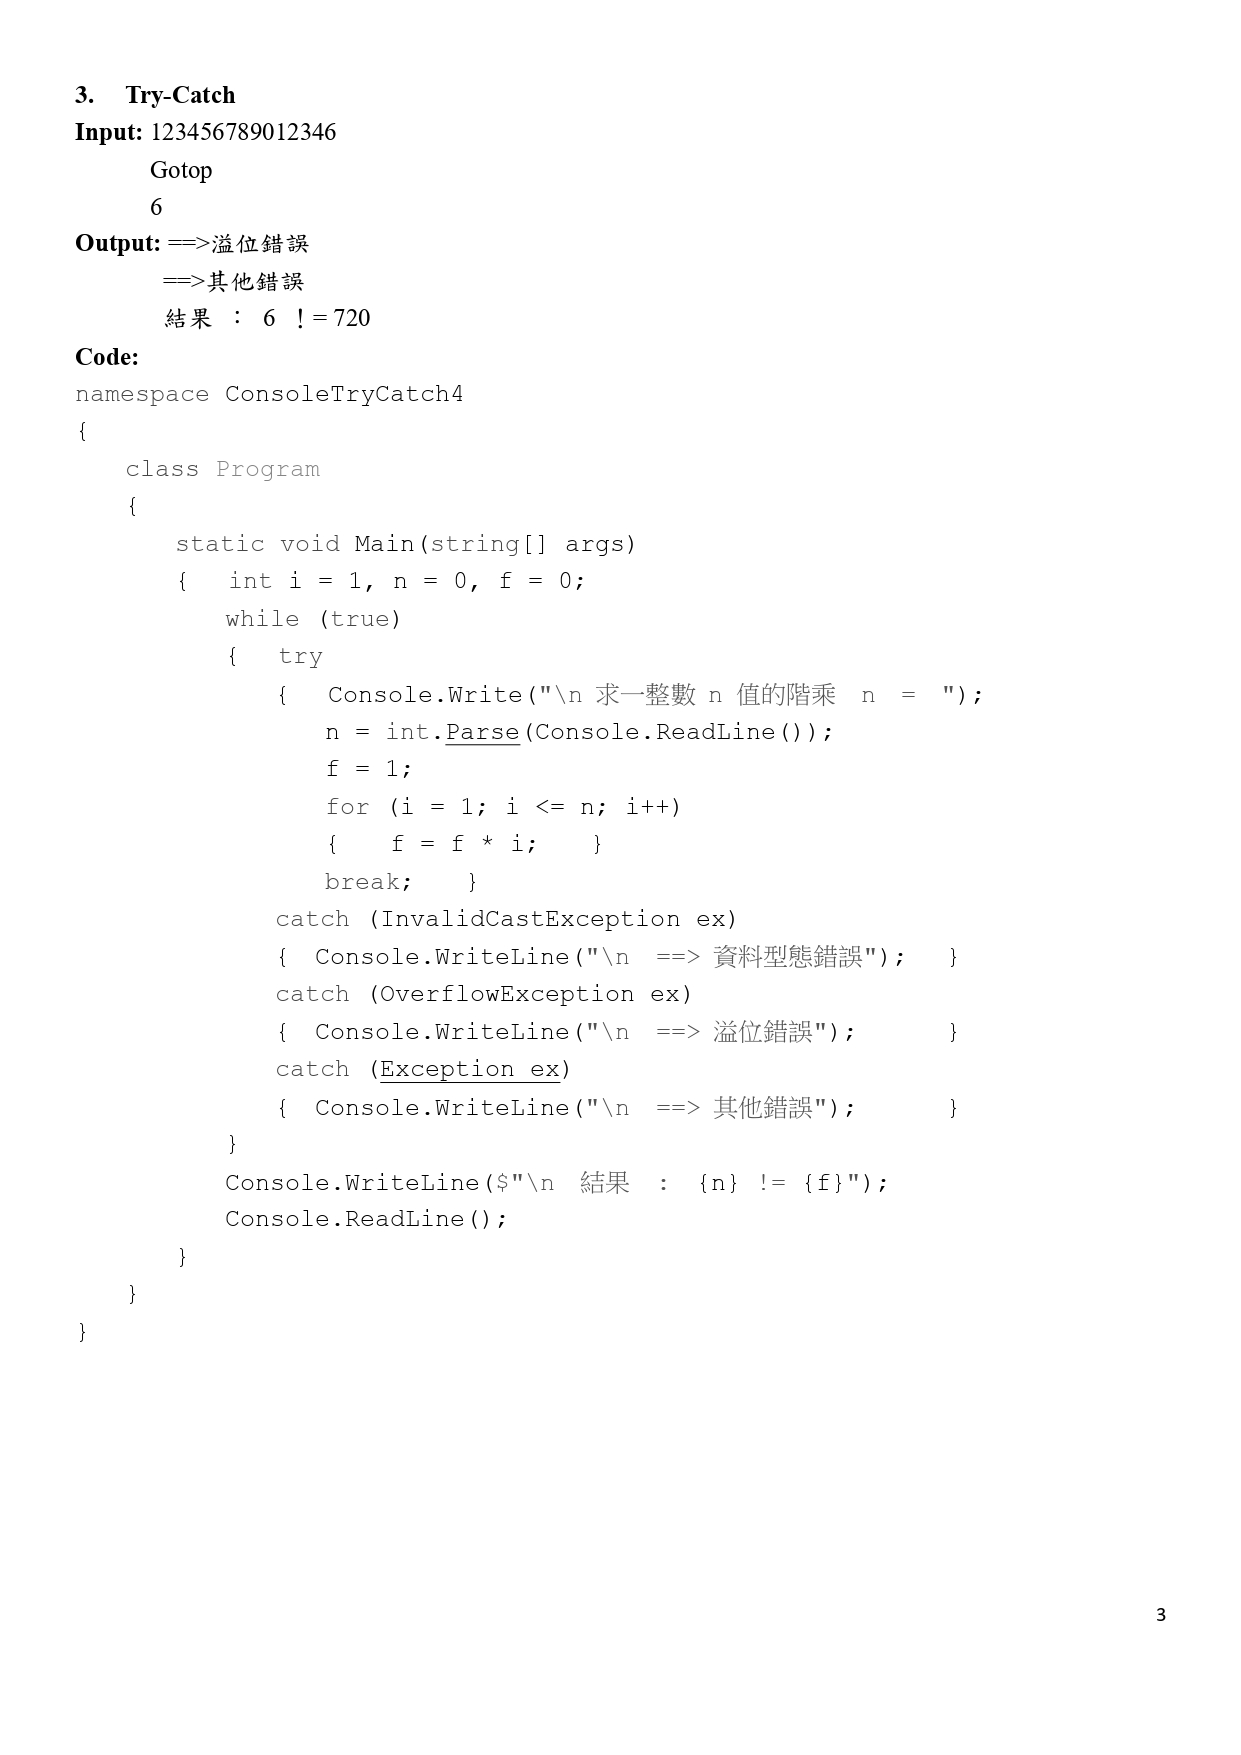 3. Try-Catch
Input: 123456789012346
Gotop
6
Output: ==>溢位錯誤
==>其他錯誤
結果 : 6 ! = 720
Code:
namespace ConsoleTryCatch4
{
class Program
{
static void Main(string[] args)
{ int i = 1, n = 0, f = 0;
while (true)
{ try
{ Console.Write("\n 求一整數 n 值的階乘 n = ");
n = int.Parse(Console.ReadLine());
f = 1;
for (i = 1; i <= n; i++)
{ f = f * i; }
break; }
catch (InvalidCastException ex)
{ Console.WriteLine("\n ==> 資料型態錯誤"); }
catch (OverflowException ex)
{ Console.WriteLine("\n ==> 溢位錯誤"); }
catch (Exception ex)
{ Console.WriteLine("\n ==> 其他錯誤"); }
}
Console.WriteLine($"\n 結果 : {n} != {f}");
Console.ReadLine();
}
}
}
3